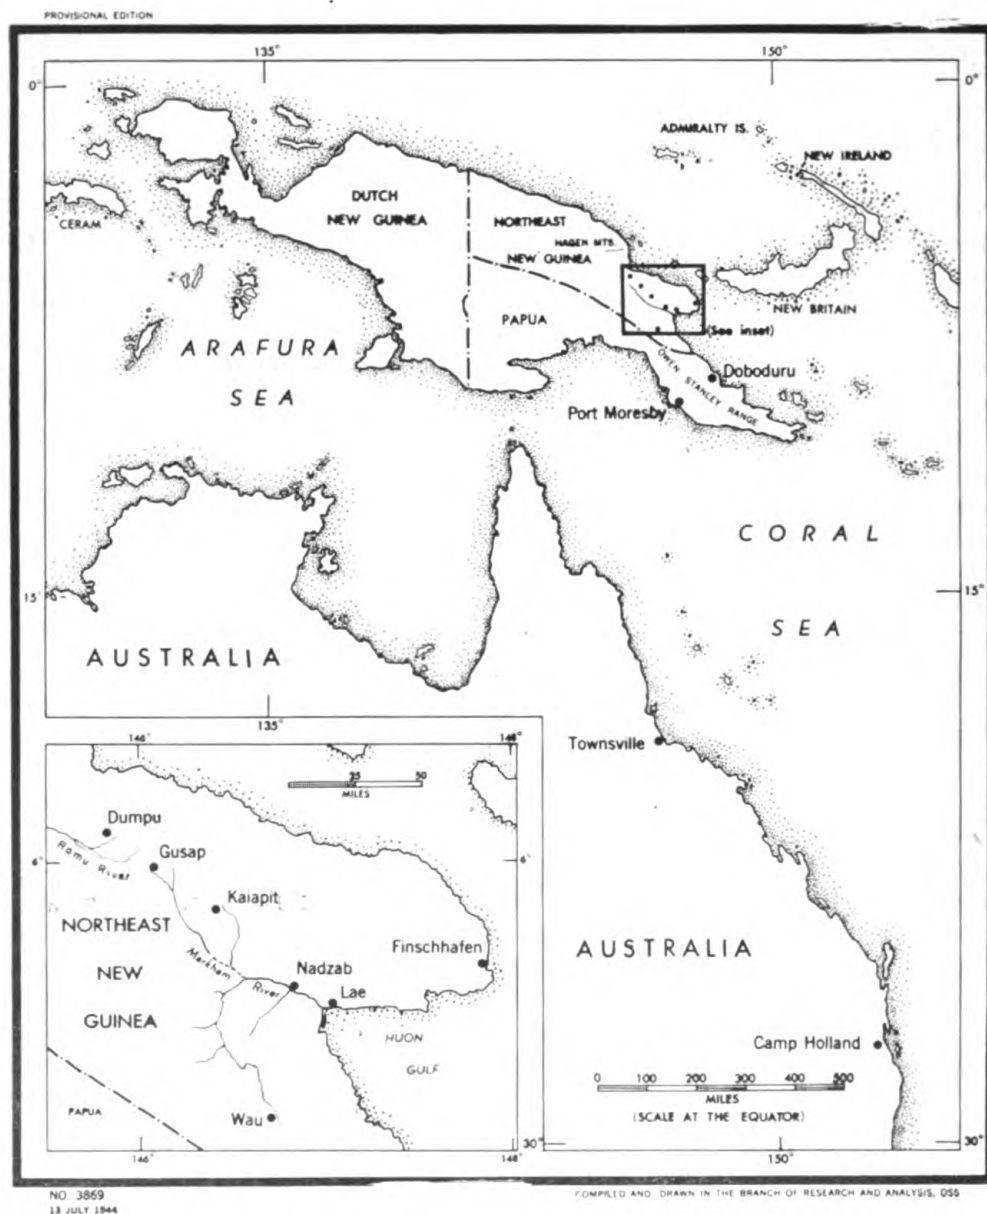 PROVISIONAL EDITION
135°
150°
0°
0°
ADMIRALTY IS.
NEW IRELAND
DUTCH
NEW GUINEA
NORTHEAST
HAGEN MTS.
NEW GUINEA
CERAM
NEW BRITAIN
PAPUA
(See inset)
ARAFURA
SEA
OWEN STANLEY RANGE
Doboduru
Port Moresby
CORAL
SEA
15°
15°
AUSTRALIA
135°
Townsville
146°
148°
25 50
MILES
Dumpu
Ramu River
Gusap
6°
6°
Kaiapit
NORTHEAST
NEW
GUINEA
Markham River
Finschhafen
Nadzab
Lae
HUON
GULF
PAPUA
Wau
AUSTRALIA
Camp Holland
0 100 200 300 400 500
MILES
(SCALE AT THE EQUATOR)
146°
148°
30°
150°
30°
NO. 3869
13 JULY 1944
COMPILED AND DRAWN IN THE BRANCH OF RESEARCH AND ANALYSIS, OSS